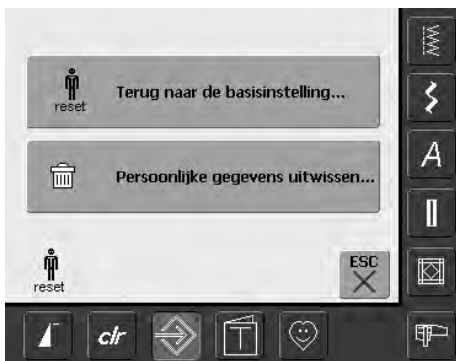 reset
Terug naar de basisinstelling...
Persoonlijke gegevens uitwissen...
reset
ESC
A
clr
T